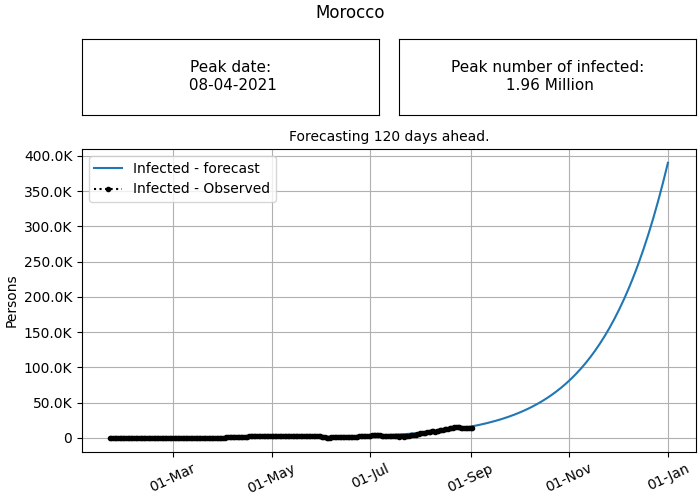 Morocco
Peak date:
08-04-2021
Peak number of infected:
1.96 Million
Forecasting 120 days ahead.
Infected - forecast
Infected - Observed
Persons
400.0K
350.0K
300.0K
250.0K
200.0K
150.0K
100.0K
50.0K
0
01-Mar
01-May
01-Jul
01-Sep
01-Nov
01-Jan